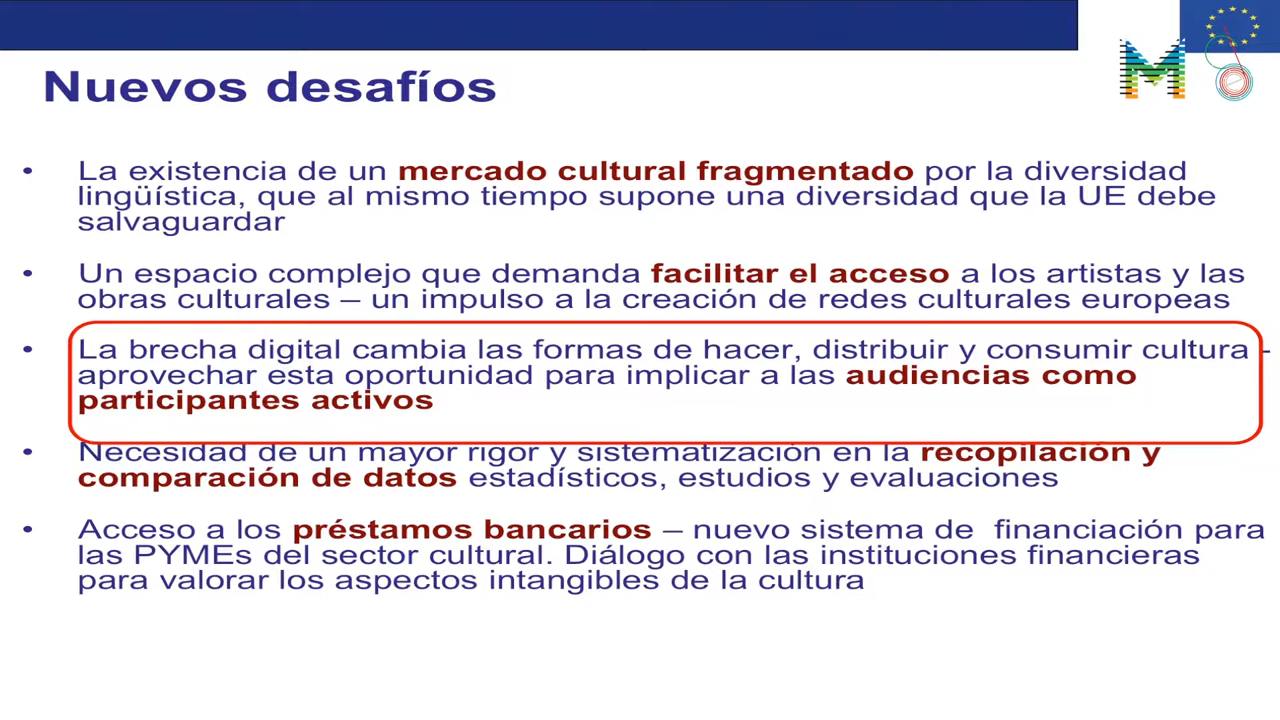 Nuevos desafíos
• La existencia de un mercado cultural fragmentado por la diversidad
lingüística, que al mismo tiempo supone una diversidad que la UE debe
salvaguardar
• Un espacio complejo que demanda facilitar el acceso a los artistas y las
obras culturales – un impulso a la creación de redes culturales europeas
• La brecha digital cambia las formas de hacer, distribuir y consumir cultura -
aprovechar esta oportunidad para implicar a las audiencias como
participantes activos
• Necesidad de un mayor rigor y sistematización en la recopilación y
comparación de datos estadísticos, estudios y evaluaciones
• Acceso a los préstamos bancarios – nuevo sistema de  financiación para
las PYMEs del sector cultural. Diálogo con las instituciones financieras
para valorar los aspectos intangibles de la cultura